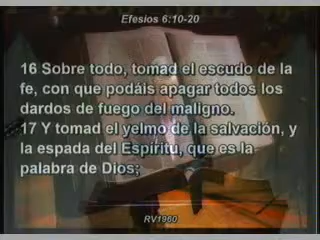 Efesios 6:10-20
16 Sobre todo, tomad el escudo de la
fe, con que podáis apagar todos los
dardos de fuego del maligno.
17 Y tomad el yelmo de la salvación, y
la espada del Espíritu, que es la
palabra de Dios;
RV1960